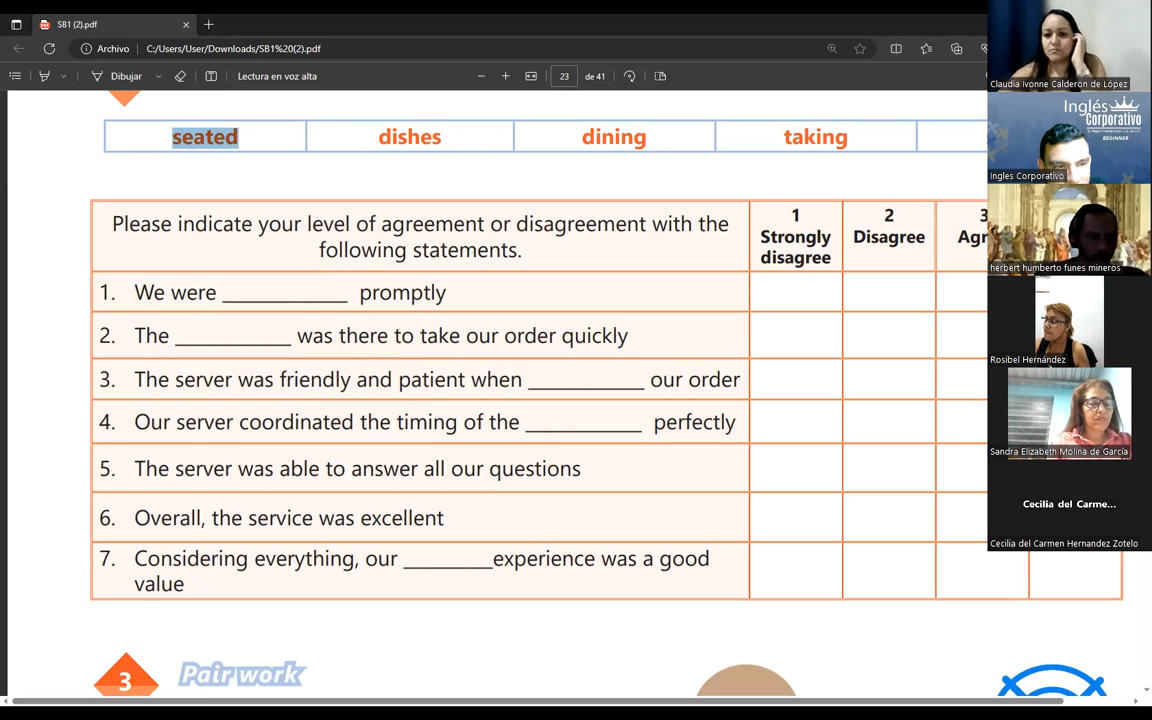 SB1 (2).pdf
Archivo
C:/Users/User/Downloads/SB1%20(2).pdf
Dibujar
Lectura en voz alta
23
de 41
seated
dishes
dining
taking
Please indicate your level of agreement or disagreement with the
following statements.
1
Strongly
disagree
2
Disagree
3
Agr
1. We were ____________ promptly
2. The ___________ was there to take our order quickly
3. The server was friendly and patient when ___________ our order
4. Our server coordinated the timing of the ___________ perfectly
5. The server was able to answer all our questions
6. Overall, the service was excellent
7. Considering everything, our _________experience was a good
value
3
Pair work
Claudia Ivonne Calderon de López
Inglés
Corporativo
BEGINNER
Ingles Corporativo
herbert humberto funes mineros
Rosibel Hernández
Sandra Elizabeth Molina de García
Cecilia del Carme...
Cecilia del Carmen Hernandez Zotelo